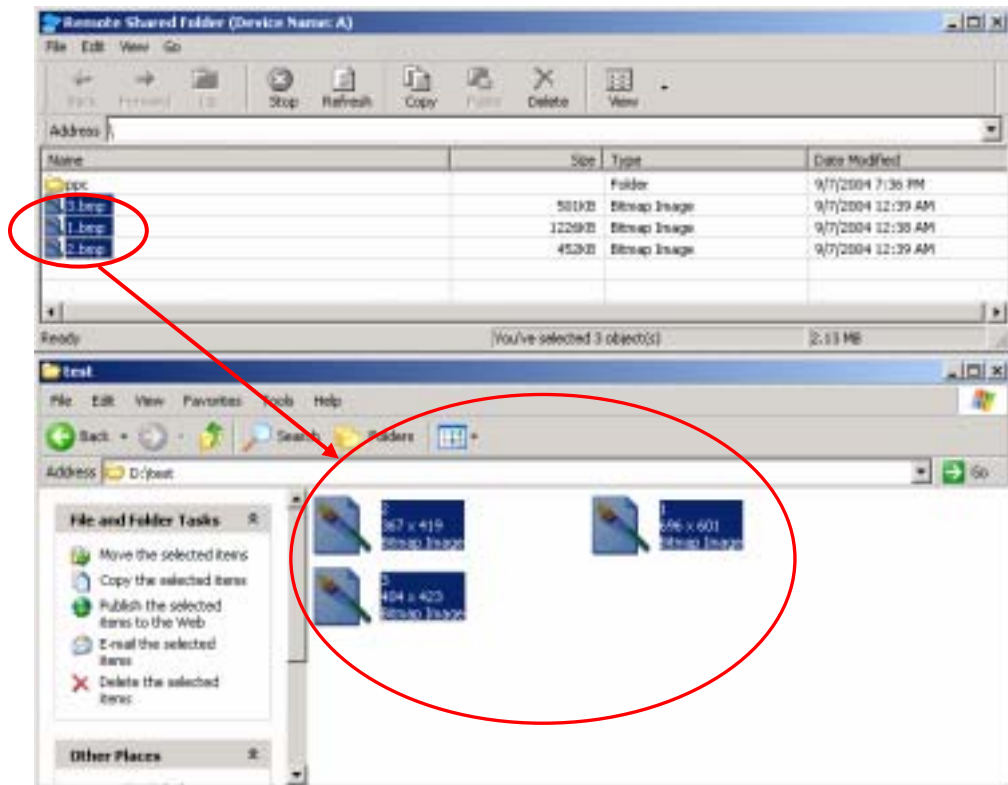 Remote Shared Folder (Device Name: A)
File Edit View Go
Back Forward Up Stop Refresh Copy Paste Delete View
Address \
Name Size Type Date Modified
ppc Folder 9/7/2004 7:36 PM
3.bmp 501KB Bitmap Image 9/7/2004 12:39 AM
1.bmp 1226KB Bitmap Image 9/7/2004 12:38 AM
2.bmp 452KB Bitmap Image 9/7/2004 12:39 AM
Ready You've selected 3 object(s) 2.13 MB
test
File Edit View Favorites Tools Help
Back Search Folders
Address D:\test Go
File and Folder Tasks
Move the selected items
Copy the selected items
Publish the selected
items to the Web
E-mail the selected
items
Delete the selected
items
Other Places
2
367 x 419
Bitmap Image
1
696 x 601
Bitmap Image
3
404 x 423
Bitmap Image